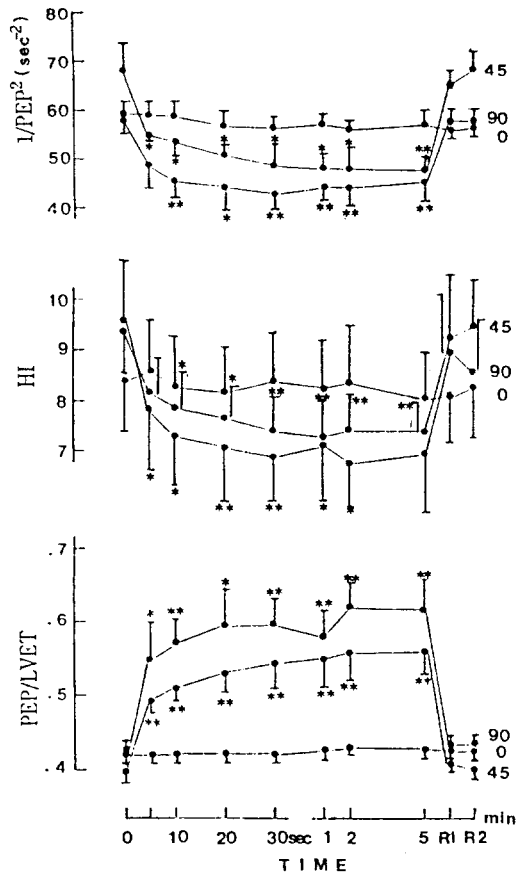 1/PEP² (sec⁻²)
80
70
60
50
40
45
90
0
* * * * * * * **
** * ** ** ** **
HI
10
9
8
7
45
90
0
* * ** ** ** **
* * ** ** * *
PEP/LVET
.7
.6
.5
.4
* ** * ** ** ** **
** ** ** ** ** ** **
90
0
45
min
0 10 20 30sec 1 2 5 R1 R2
TIME